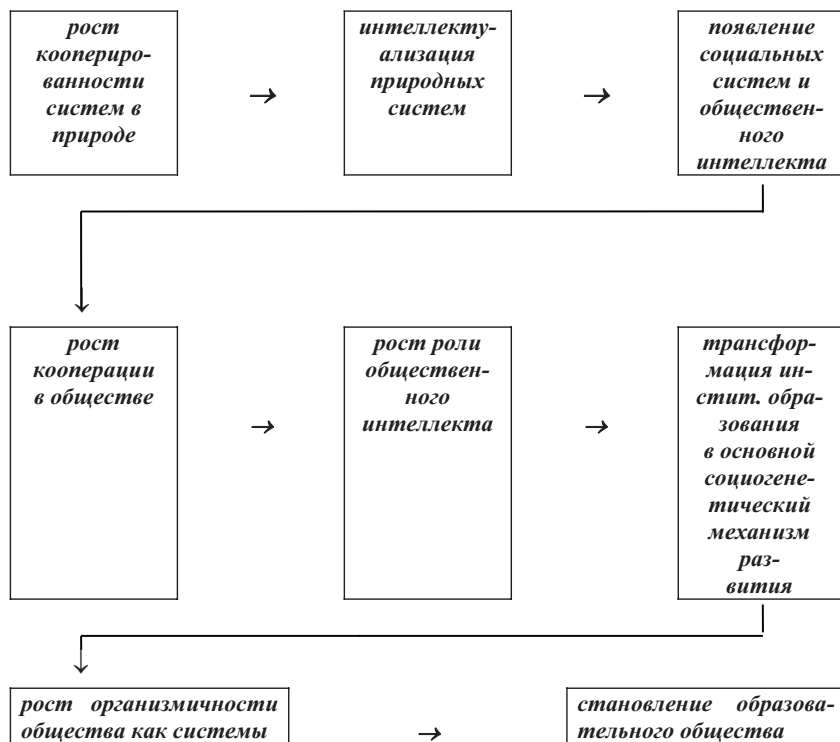 рост
коопериро-
ванности
систем в
природе
→
интеллекту-
ализация
природных
систем
→
появление
социальных
систем и
обществен-
ного
интеллекта
рост
кооперации
в обществе
→
рост роли
обществен-
ного
интеллекта
→
трансфор-
мация ин-
стит. обра-
зования
в основной
социогене-
тический
механизм
раз-
вития
рост организмичности
общества как системы
→
становление образова-
тельного общества